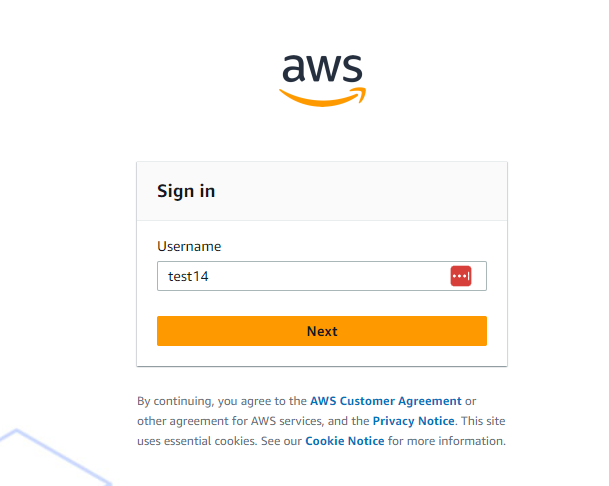 aws
Sign in
Username
test14
Next
By continuing, you agree to the AWS Customer Agreement or
other agreement for AWS services, and the Privacy Notice. This site
uses essential cookies. See our Cookie Notice for more information.